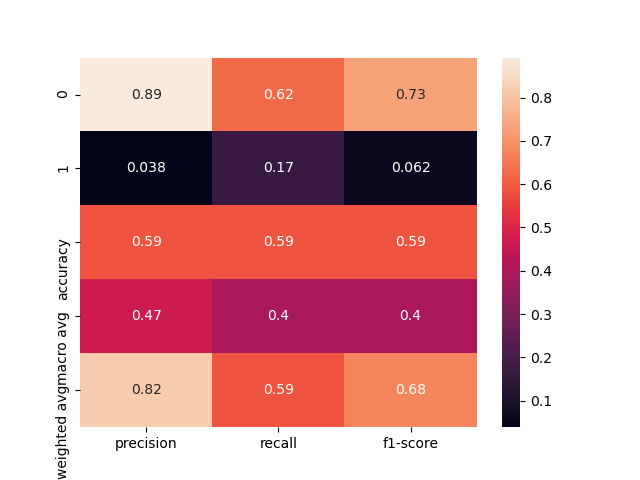 0 0.89 0.62 0.73
1 0.038 0.17 0.062
accuracy 0.59 0.59 0.59
macro avg 0.47 0.4 0.4
weighted avg 0.82 0.59 0.68
precision recall f1-score
0.8
0.7
0.6
0.5
0.4
0.3
0.2
0.1